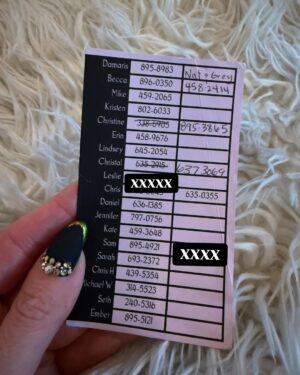 Damaris 895-8983 Nat + Grey
Becca 896-0350 458-2414
Mike 459-2065
Kristen 802-6033
Christine 895-3865
Erin 458-9676
Lindsey 645-2054
Christal 635-2915 637-3069
Leslie XXXXX
Chris 635-0355
Daniel 636-1385
Jennifer 797-0756
Kate 459-3648
Sam 895-4921 XXXX
Sarah 693-2372
Chris H 439-5354
Michael W 314-5523
Seth 240-5316
Ember 895-5121